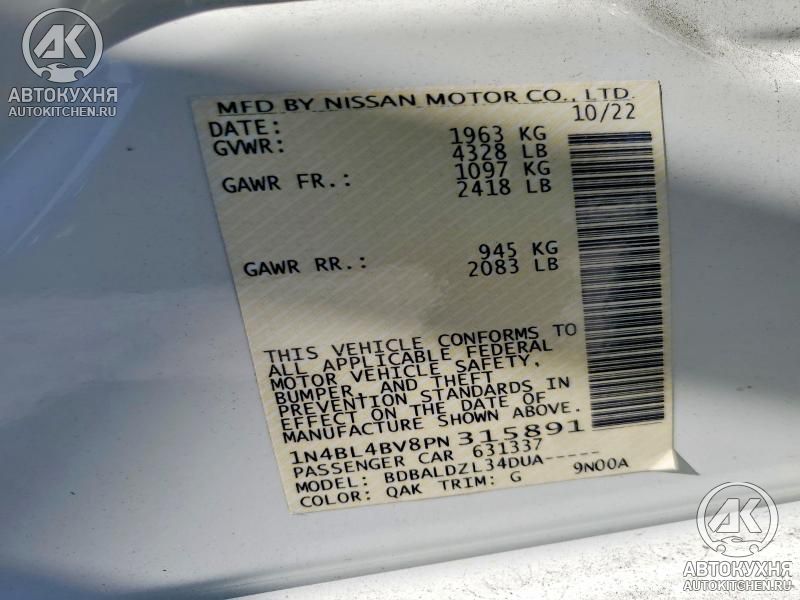 АК
АВТОКУХНЯ
AUTOKITCHEN.RU
MFD BY NISSAN MOTOR CO., LTD.
DATE: 10/22
GVWR: 1963 KG
4328 LB
GAWR FR.: 1097 KG
2418 LB
GAWR RR.: 945 KG
2083 LB
THIS VEHICLE CONFORMS TO
ALL APPLICABLE FEDERAL
MOTOR VEHICLE SAFETY,
BUMPER, AND THEFT
PREVENTION STANDARDS IN
EFFECT ON THE DATE OF
MANUFACTURE SHOWN ABOVE.
1N4BL4BV8PN315891
PASSENGER CAR 631337
MODEL: BDBALDZL34DUA-----
COLOR: QAK TRIM: G 9N00A
АК
АВТОКУХНЯ
AUTOKITCHEN.RU